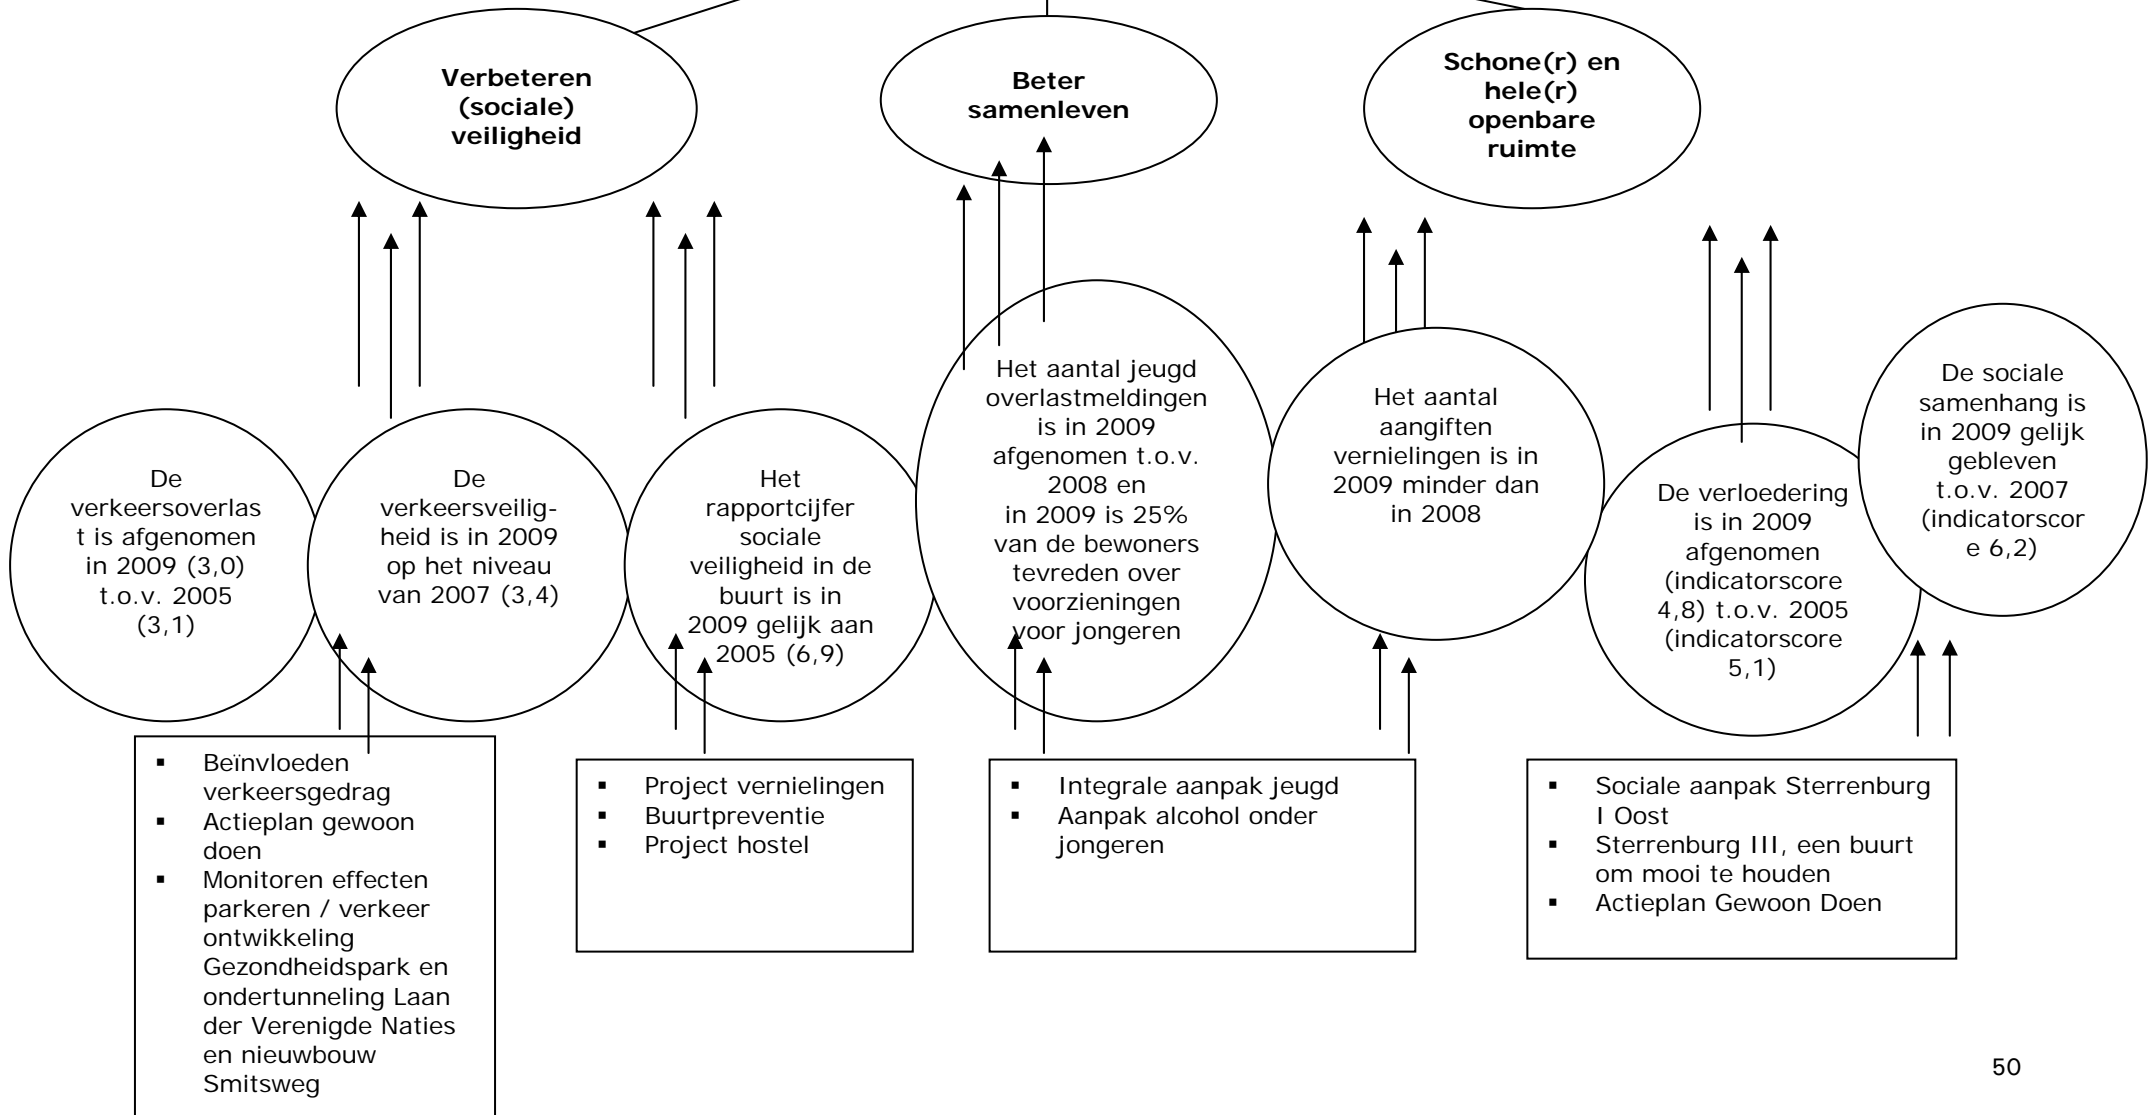 Verbeteren
(sociale)
veiligheid
Beter
samenleven
Schone(r) en
hele(r)
openbare
ruimte
De
verkeersoverlas
t is afgenomen
in 2009 (3,0)
t.o.v. 2005
(3,1)
De
verkeersveilig-
heid is in 2009
op het niveau
van 2007 (3,4)
Het
rapportcijfer
sociale
veiligheid in de
buurt is in
2009 gelijk aan
2005 (6,9)
Het aantal jeugd
overlastmeldingen
is in 2009
afgenomen t.o.v.
2008 en
in 2009 is 25%
van de bewoners
tevreden over
voorzieningen
voor jongeren
Het aantal
aangiften
vernielingen is in
2009 minder dan
in 2008
De verloedering
is in 2009
afgenomen
(indicatorscore
4,8) t.o.v. 2005
(indicatorscore
5,1)
De sociale
samenhang is
in 2009 gelijk
gebleven
t.o.v. 2007
(indicatorscor
e 6,2)
▪ Beïnvloeden
verkeersgedrag
▪ Actieplan gewoon
doen
▪ Monitoren effecten
parkeren / verkeer
ontwikkeling
Gezondheidspark en
ondertunneling Laan
der Verenigde Naties
en nieuwbouw
Smitsweg
▪ Project vernielingen
▪ Buurtpreventie
▪ Project hostel
▪ Integrale aanpak jeugd
▪ Aanpak alcohol onder
jongeren
▪ Sociale aanpak Sterrenburg
I Oost
▪ Sterrenburg III, een buurt
om mooi te houden
▪ Actieplan Gewoon Doen
50